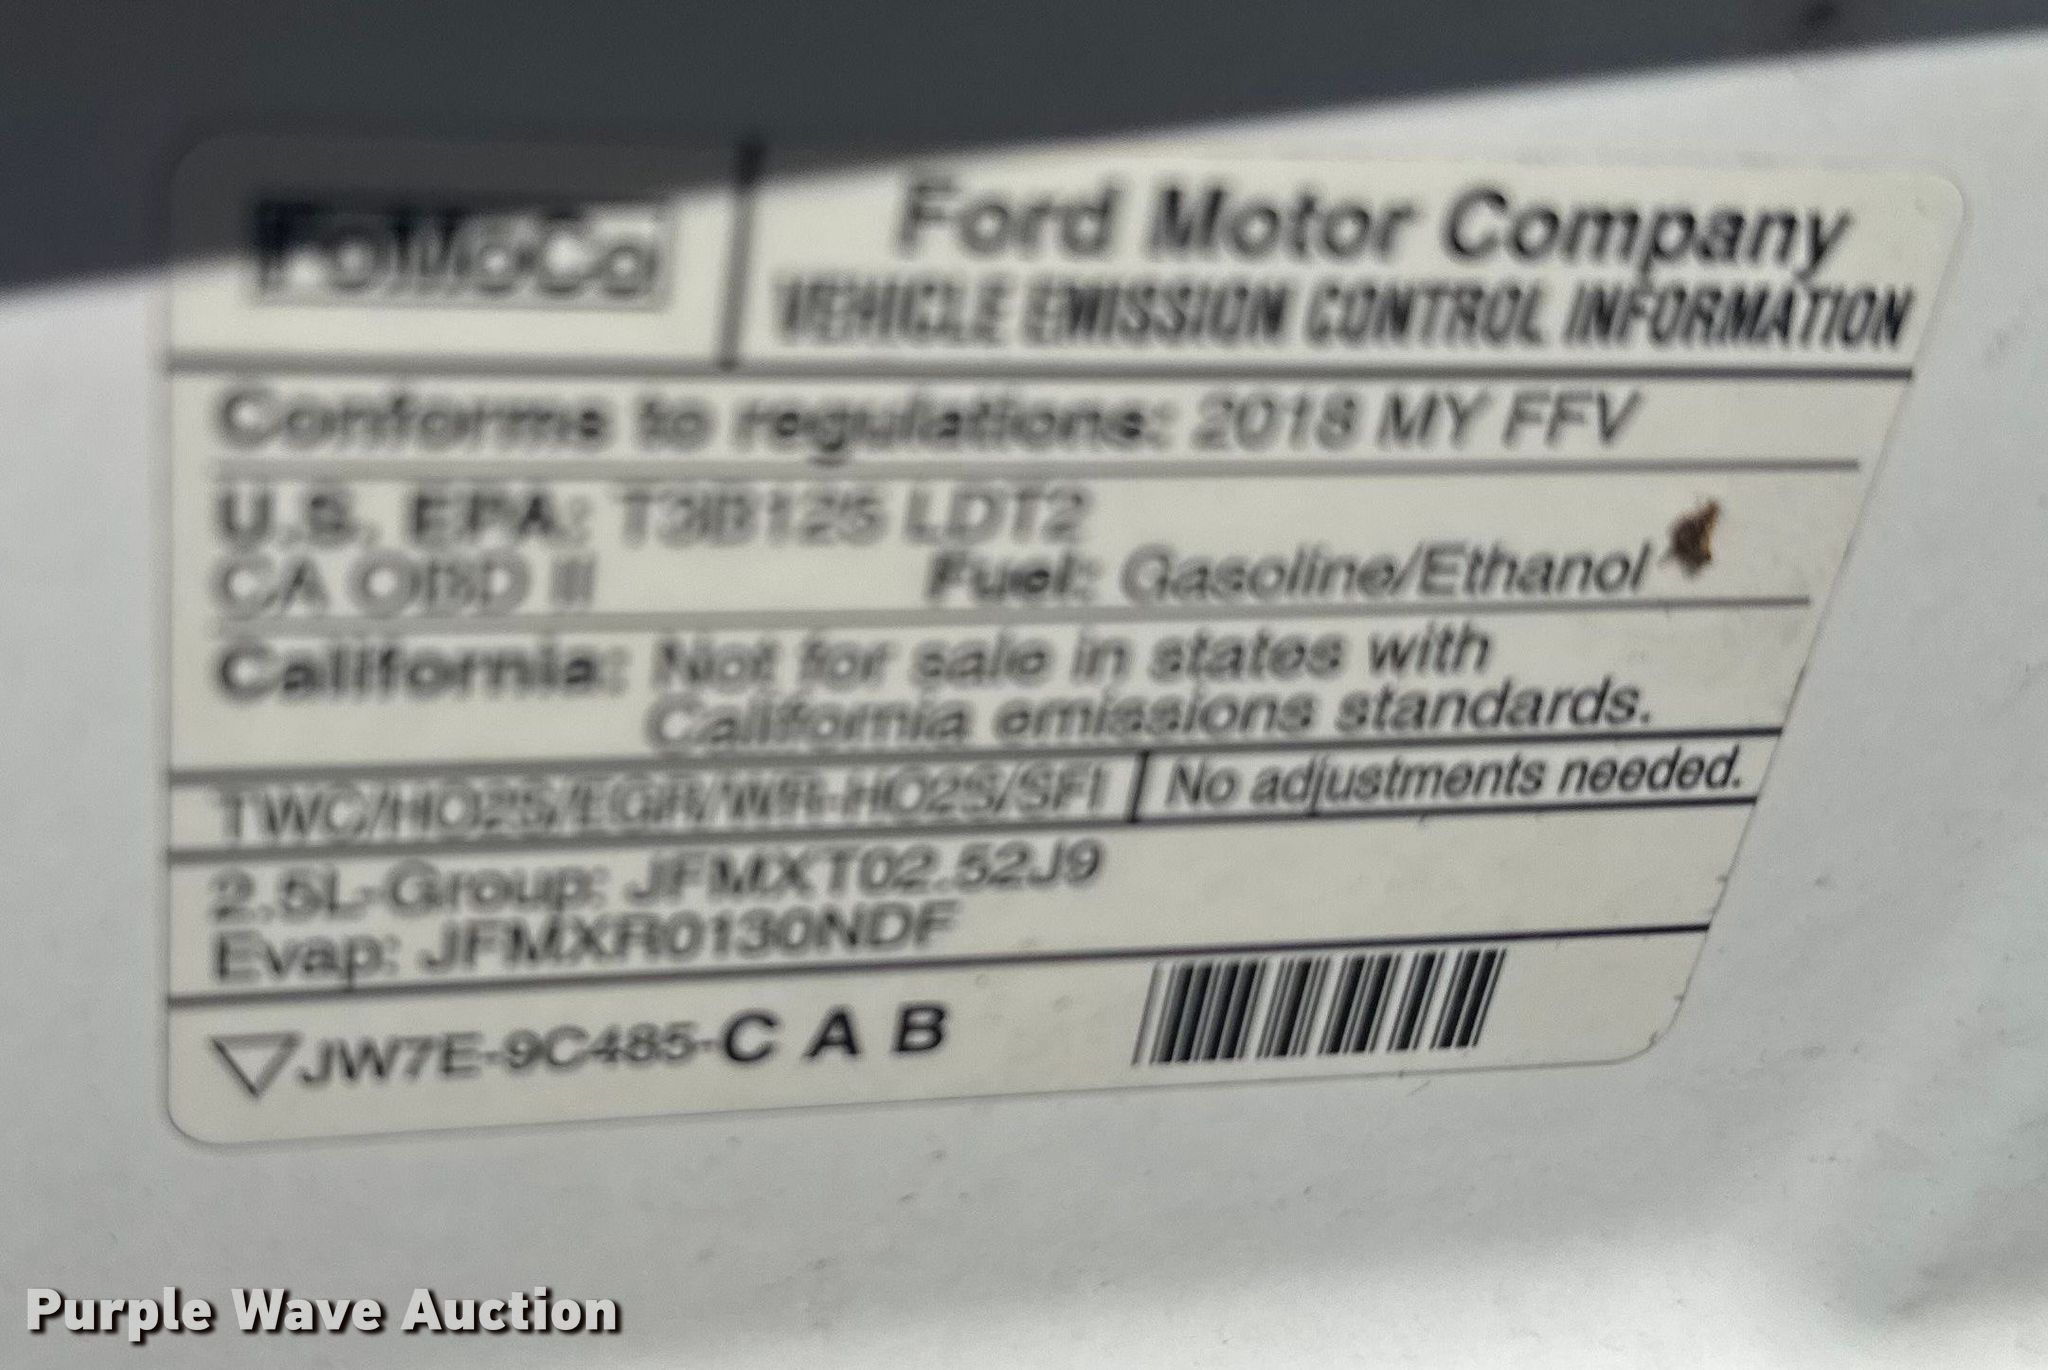 FoMoCo
Ford Motor Company
VEHICLE EMISSION CONTROL INFORMATION
Conforms to regulations: 2018 MY FFV
U.S. EPA: T3B125 LDT2
CA OBD II Fuel: Gasoline/Ethanol
California: Not for sale in states with
California emissions standards.
TWC/HO2S/EGR/WR-HO2S/SFI No adjustments needed.
2.5L-Group: JFMXT02.52J9
Evap: JFMXR0130NDF
JW7E-9C485-C A B
Purple Wave Auction